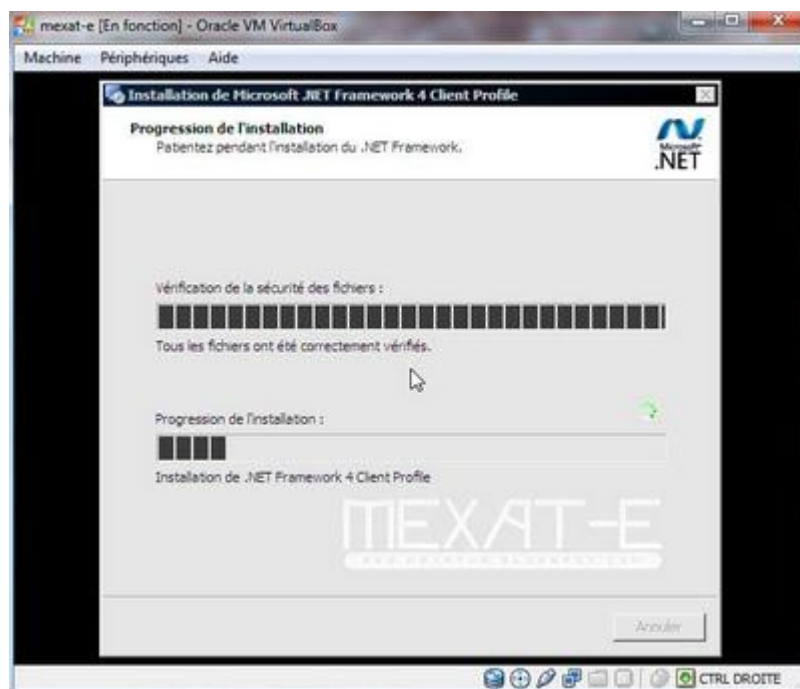 mexat-e [En fonction] - Oracle VM VirtualBox
Machine Périphériques Aide
Installation de Microsoft .NET Framework 4 Client Profile
Progression de l'installation
Patientez pendant l'installation du .NET Framework.
Microsoft®
.NET
Vérification de la sécurité des fichiers :
Tous les fichiers ont été correctement vérifiés.
Progression de l'installation :
Installation de .NET Framework 4 Client Profile
MEXAT-E
Annuler
CTRL DROITE